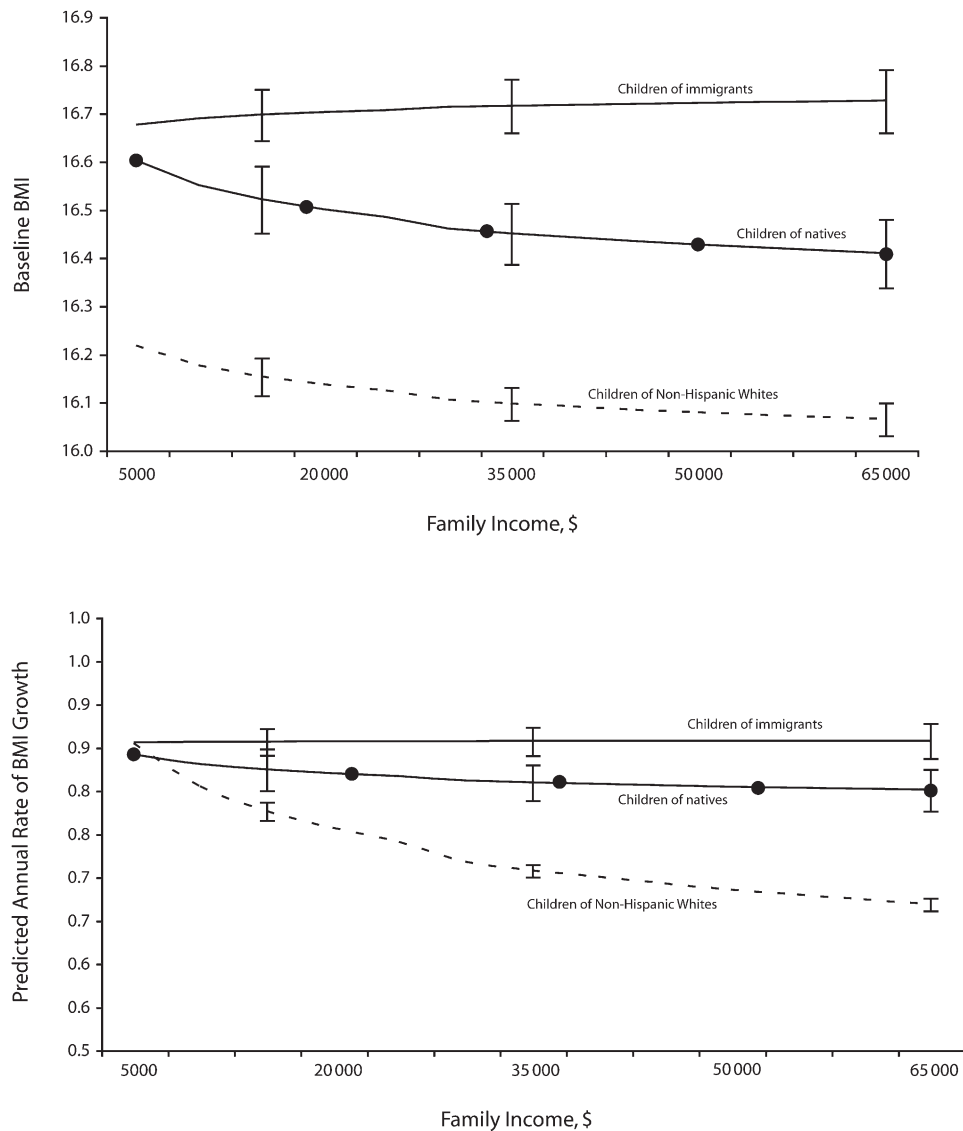 16.9
16.8
Children of immigrants
16.7
16.6
16.5
Children of natives
16.4
16.3
16.2
Children of Non-Hispanic Whites
16.1
16.0
5000 20 000 35 000 50 000 65 000
Baseline BMI
Family Income, $
1.0
1.0
0.9
Children of immigrants
0.9
0.8
Children of natives
0.8
0.7
Children of Non-Hispanic Whites
0.7
0.6
0.6
0.5
5000 20 000 35 000 50 000 65 000
Predicted Annual Rate of BMI Growth
Family Income, $